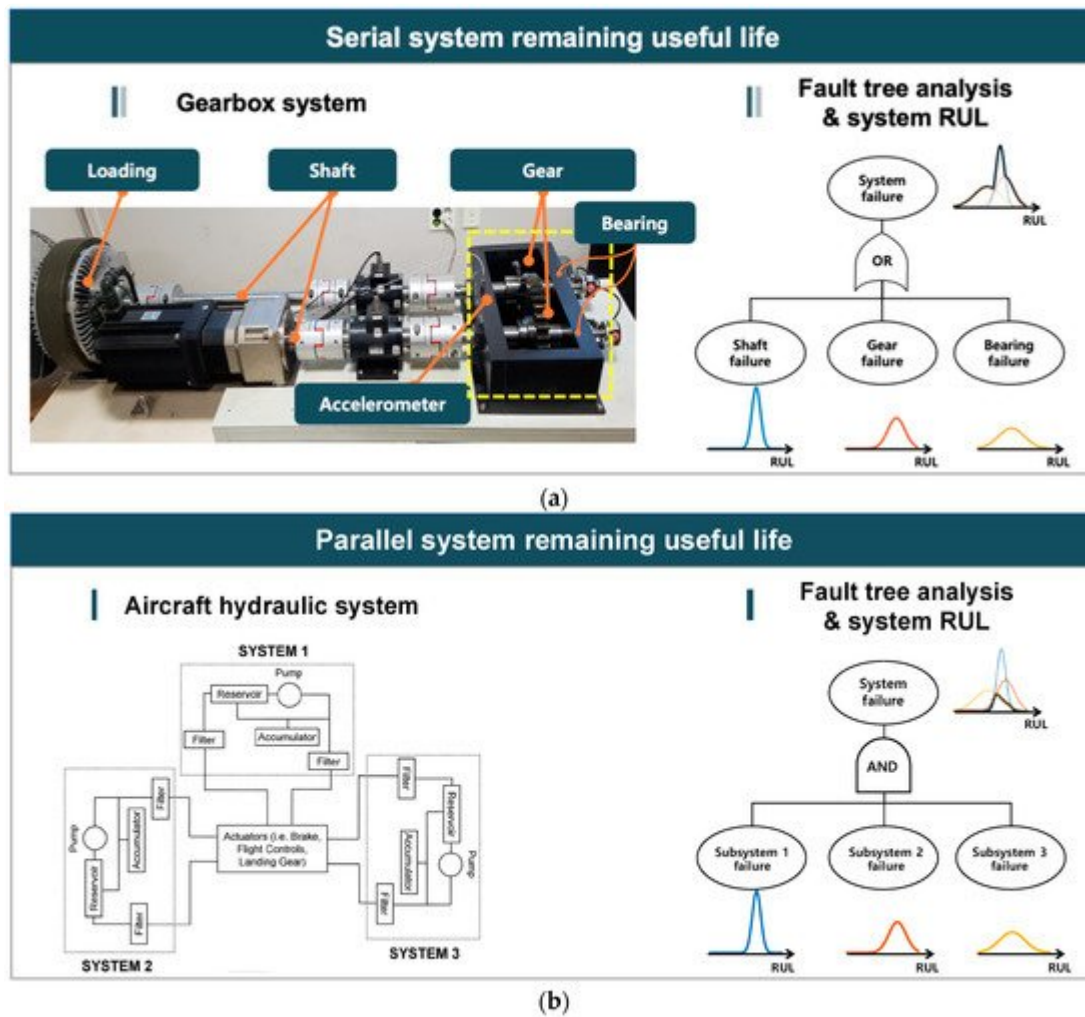 Serial system remaining useful life
Gearbox system
Fault tree analysis
& system RUL
Loading
Shaft
Gear
Bearing
Accelerometer
System
failure
RUL
OR
Shaft
failure
Gear
failure
Bearing
failure
RUL
RUL
RUL
(a)
Parallel system remaining useful life
Aircraft hydraulic system
Fault tree analysis
& system RUL
SYSTEM 1
Pump
Reservoir
Accumulator
Filter
Filter
SYSTEM 2
Pump
Reservoir
Accumulator
Filter
Filter
Actuators (i.e. Brake,
Flight Controls,
Landing Gear)
SYSTEM 3
Filter
Reservoir
Accumulator
Pump
Filter
System
failure
RUL
AND
Subsystem 1
failure
Subsystem 2
failure
Subsystem 3
failure
RUL
RUL
RUL
(b)